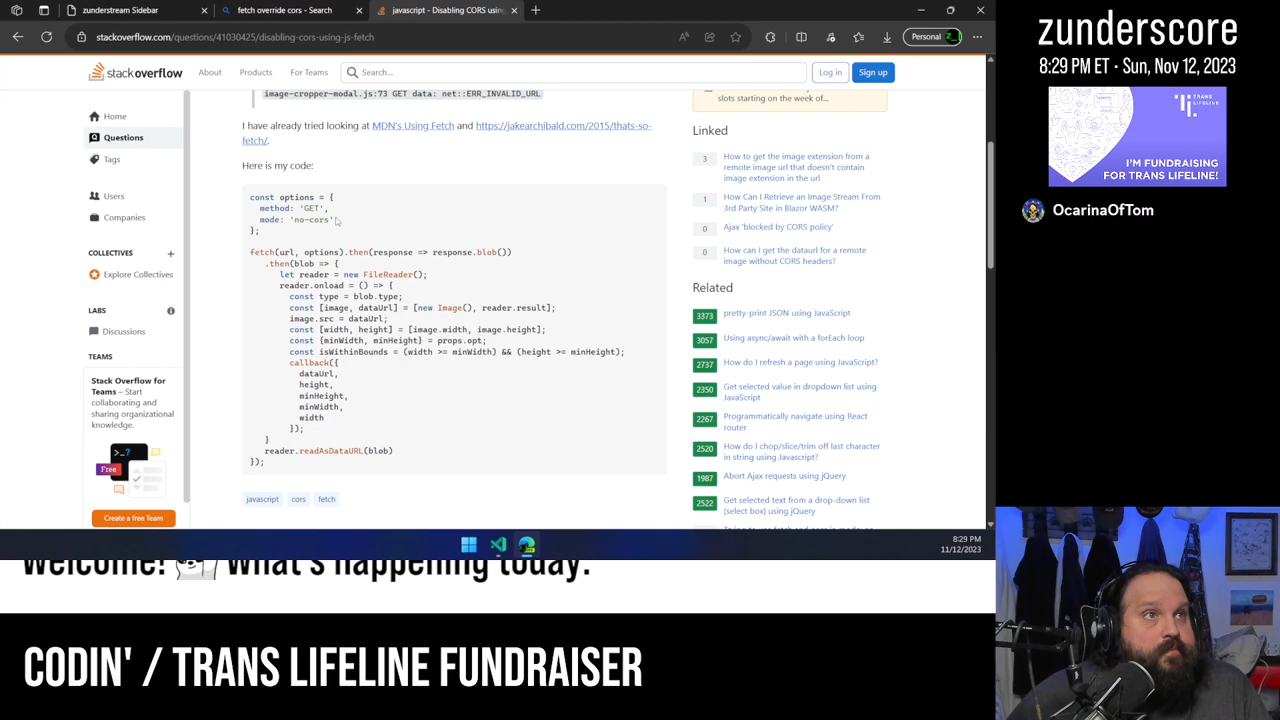 zunderstream Sidebar
fetch override cors - Search
javascript - Disabling CORS using
stackoverflow.com/questions/41030425/disabling-cors-using-js-fetch
Personal
stackoverflow
About
Products
For Teams
Search...
Log in
Sign up
Home
Questions
Tags
Users
Companies
COLLECTIVES
Explore Collectives
LABS
Discussions
TEAMS
Stack Overflow for
Teams – Start
collaborating and
sharing organizational
knowledge.
>_?
Free
Create a free Team
image-cropper-modal.js:73 GET data: net::ERR_INVALID_URL
I have already tried looking at MDN's Using Fetch and https://jakearchibald.com/2015/thats-so-
fetch/.
Here is my code:
const options = {
method: 'GET',
mode: 'no-cors'
};
fetch(url, options).then(response => response.blob())
.then(blob => {
let reader = new FileReader();
reader.onload = () => {
const type = blob.type;
const [image, dataUrl] = [new Image(), reader.result];
image.src = dataUrl;
const [width, height] = [image.width, image.height];
const {minWidth, minHeight} = props.opt;
const isWithinBounds = (width >= minWidth) && (height >= minHeight);
callback({
dataUrl,
height,
minHeight,
minWidth,
width
});
}
reader.readAsDataURL(blob)
});
javascript
cors
fetch
slots starting on the week of...
Linked
3
How to get the image extension from a
remote image url that doesn't contain
image extension in the url
1
How Can I Retrieve an Image Stream From
3rd Party Site in Blazor WASM?
0
Ajax 'blocked by CORS policy'
0
How can I get the dataurl for a remote
image without CORS headers?
Related
3373
pretty-print JSON using JavaScript
3057
Using async/await with a forEach loop
2737
How do I refresh a page using JavaScript?
2350
Get selected value in dropdown list using
JavaScript
2267
Programmatically navigate using React
router
2520
How do I chop/slice/trim off last character
in string using Javascript?
1987
Abort Ajax requests using jQuery
2522
Get selected text from a drop-down list
(select box) using jQuery
8:29 PM
11/12/2023
Welcome! What's happening today?
CODIN' / TRANS LIFELINE FUNDRAISER
zunderscore
8:29 PM ET • Sun, Nov 12, 2023
TRANS
LIFELINE
I'M FUNDRAISING
FOR TRANS LIFELINE!
OcarinaOfTom